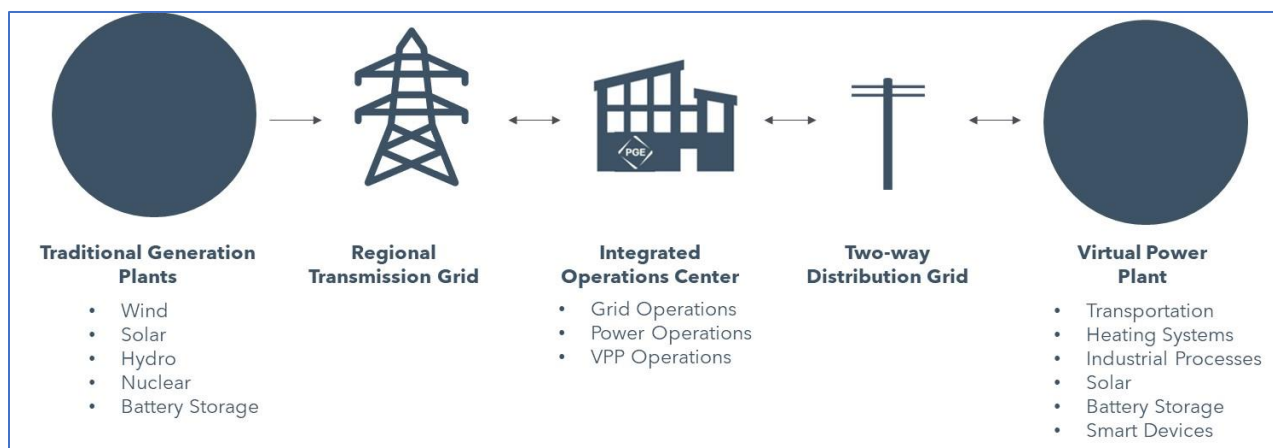 PGE
Traditional Generation
Plants
• Wind
• Solar
• Hydro
• Nuclear
• Battery Storage
Regional
Transmission Grid
Integrated
Operations Center
• Grid Operations
• Power Operations
• VPP Operations
Two-way
Distribution Grid
Virtual Power
Plant
• Transportation
• Heating Systems
• Industrial Processes
• Solar
• Battery Storage
• Smart Devices